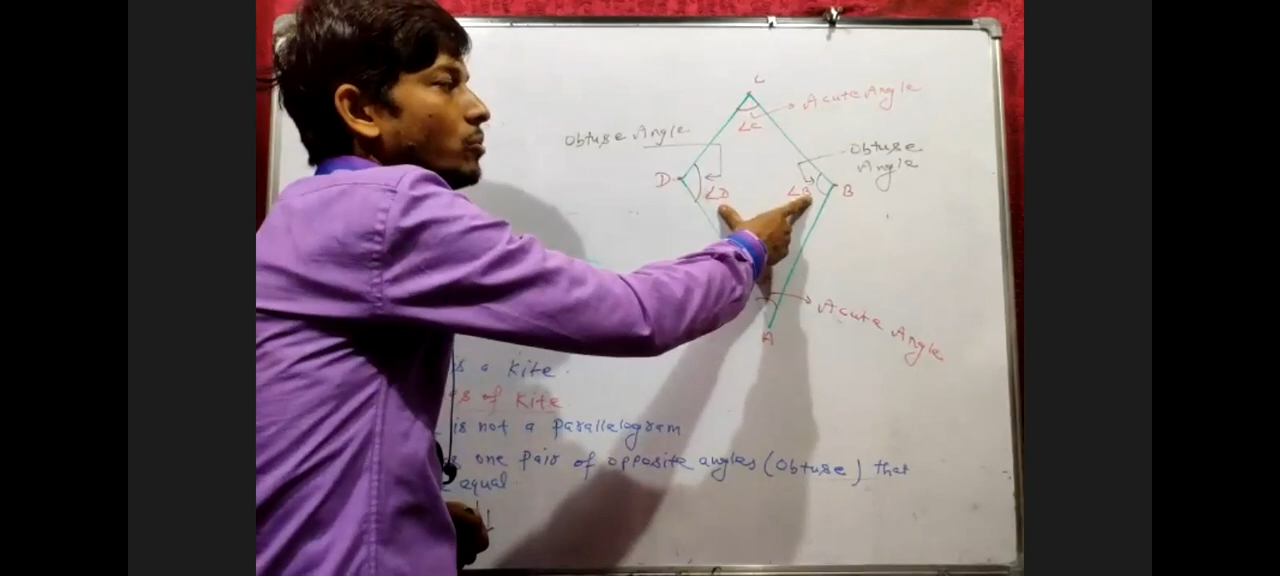 C
Acute Angle
∠C
Obtuse Angle
Obtuse
Angle
D
∠D
∠B
B
Acute Angle
A
a Kite.
of Kite
is not a parallelogram
one pair of opposite angles (Obtuse) that
equal